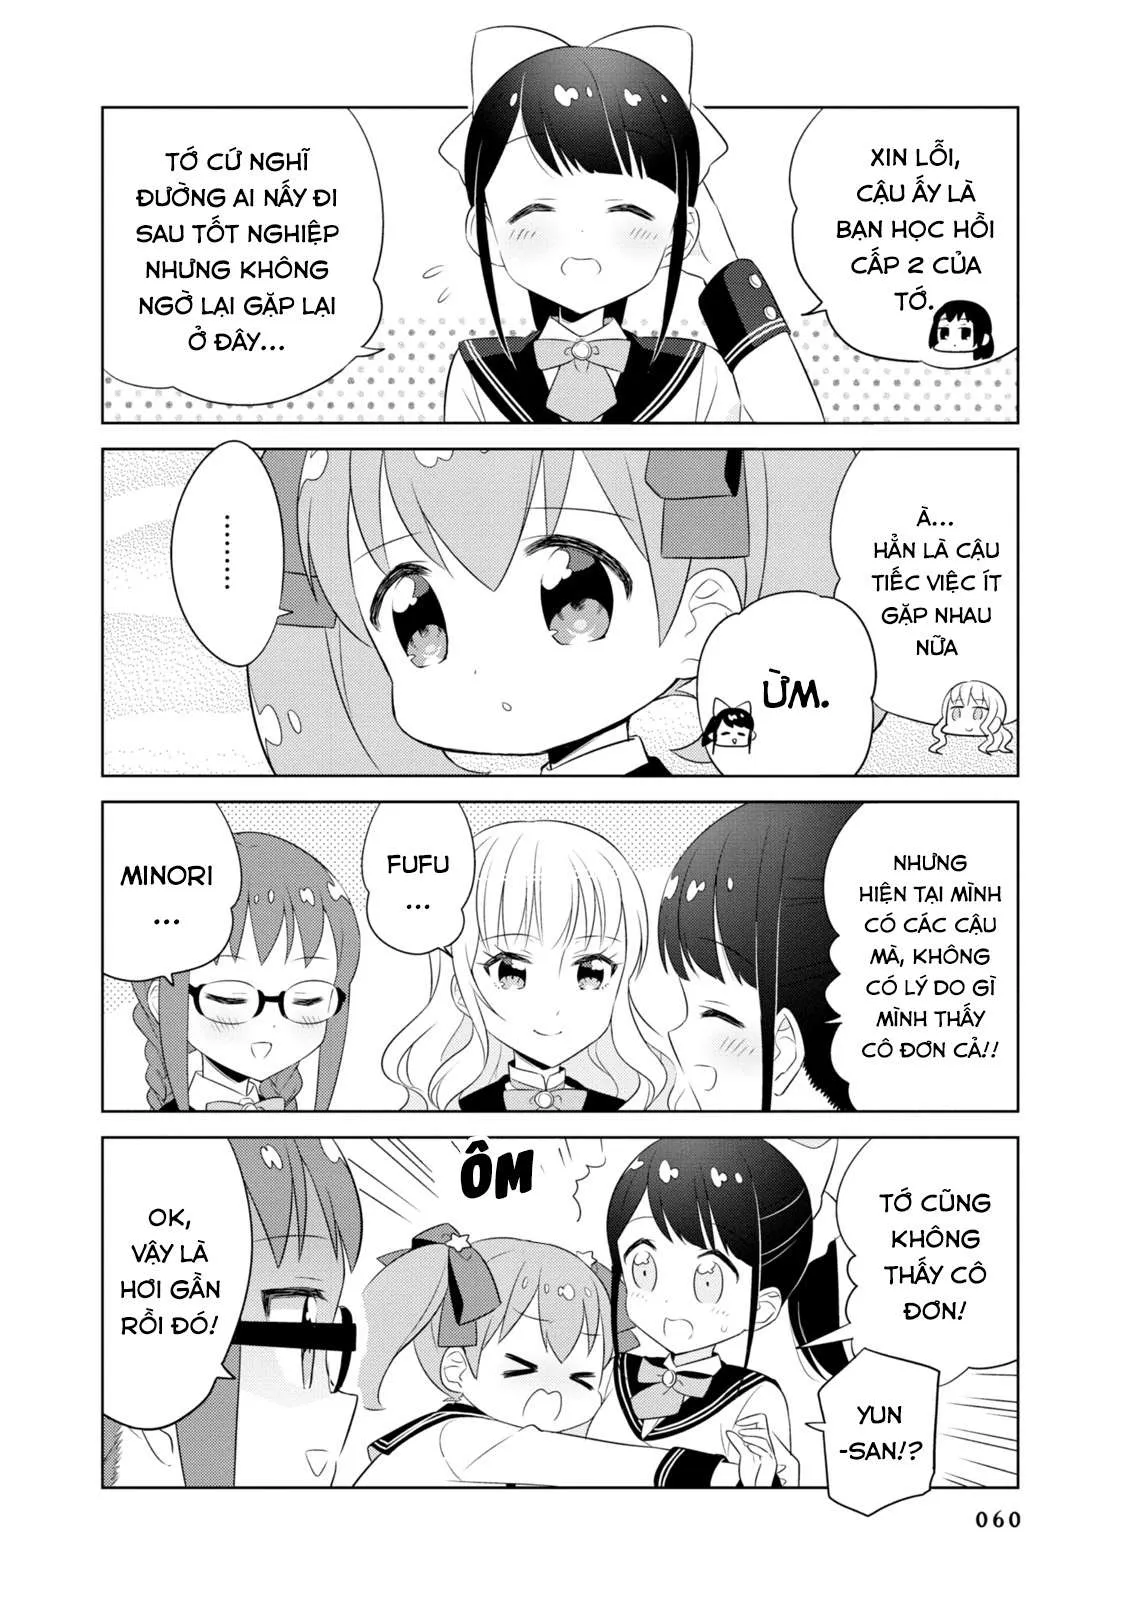 XIN LỖI,
CẬU ẤY LÀ
BẠN HỌC HỒI
CẤP 2 CỦA
TỚ.
TỚ CỨ NGHĨ
ĐƯỜNG AI NẤY ĐI
SAU TỐT NGHIỆP
NHƯNG KHÔNG
NGỜ LẠI GẶP LẠI
Ở ĐÂY...
À...
HẲN LÀ CẬU
TIẾC VIỆC ÍT
GẶP NHAU
NỮA
ỪM.
.........
NHƯNG
HIỆN TẠI MÌNH
CÓ CÁC CẬU
MÀ, KHÔNG
CÓ LÝ DO GÌ
MÌNH THẤY
CÔ ĐƠN CẢ!!
FUFU
...
MINORI
...
TỚ CŨNG
KHÔNG
THẤY CÔ
ĐƠN!
YUN
-SAN!?
ÔM
OK,
VẬY LÀ
HƠI GẦN
RỒI ĐÓ!
060